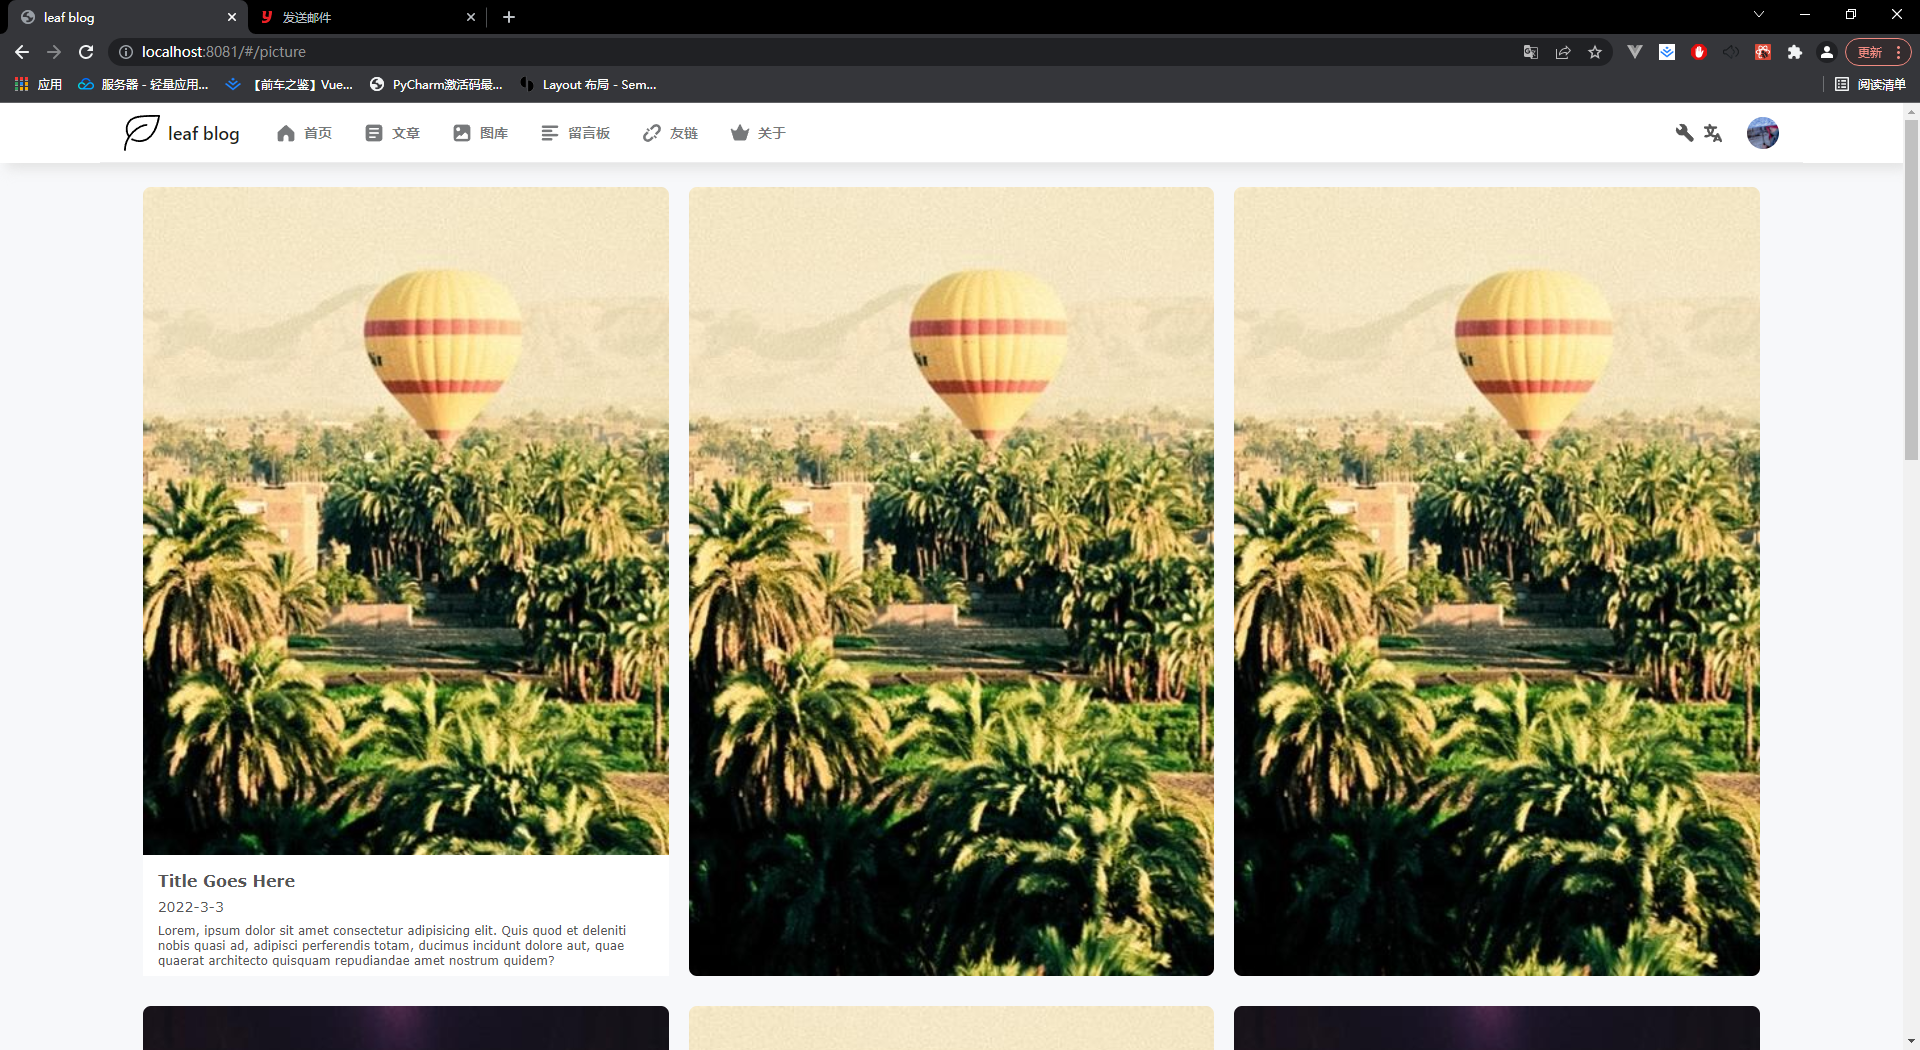 leaf blog
发送邮件
localhost:8081/#/picture
更新
应用
服务器 - 轻量应用...
【前车之鉴】Vue...
PyCharm激活码最...
Layout 布局 - Sem...
阅读清单
leaf blog
首页
文章
图库
留言板
友链
关于
Title Goes Here
2022-3-3
Lorem, ipsum dolor sit amet consectetur adipisicing elit. Quis quod et deleniti
nobis quasi ad, adipisci perferendis totam, ducimus incidunt dolore aut, quae
quaerat architecto quisquam repudiandae amet nostrum quidem?